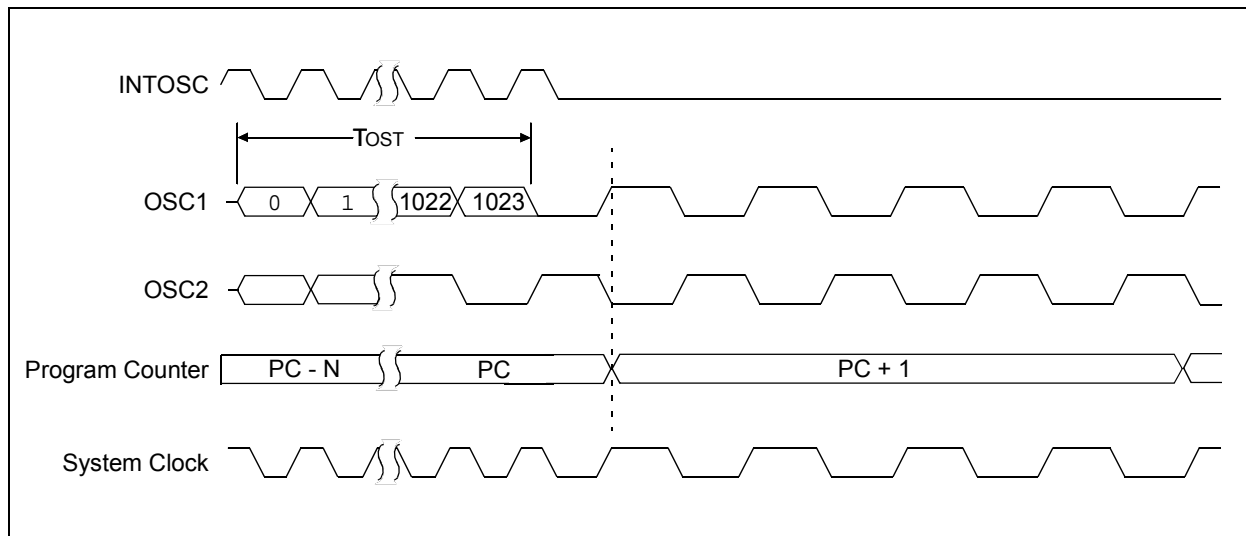 INTOSC
TOST
OSC1 0 1 1022 1023
OSC2
Program Counter PC - N PC PC + 1
System Clock